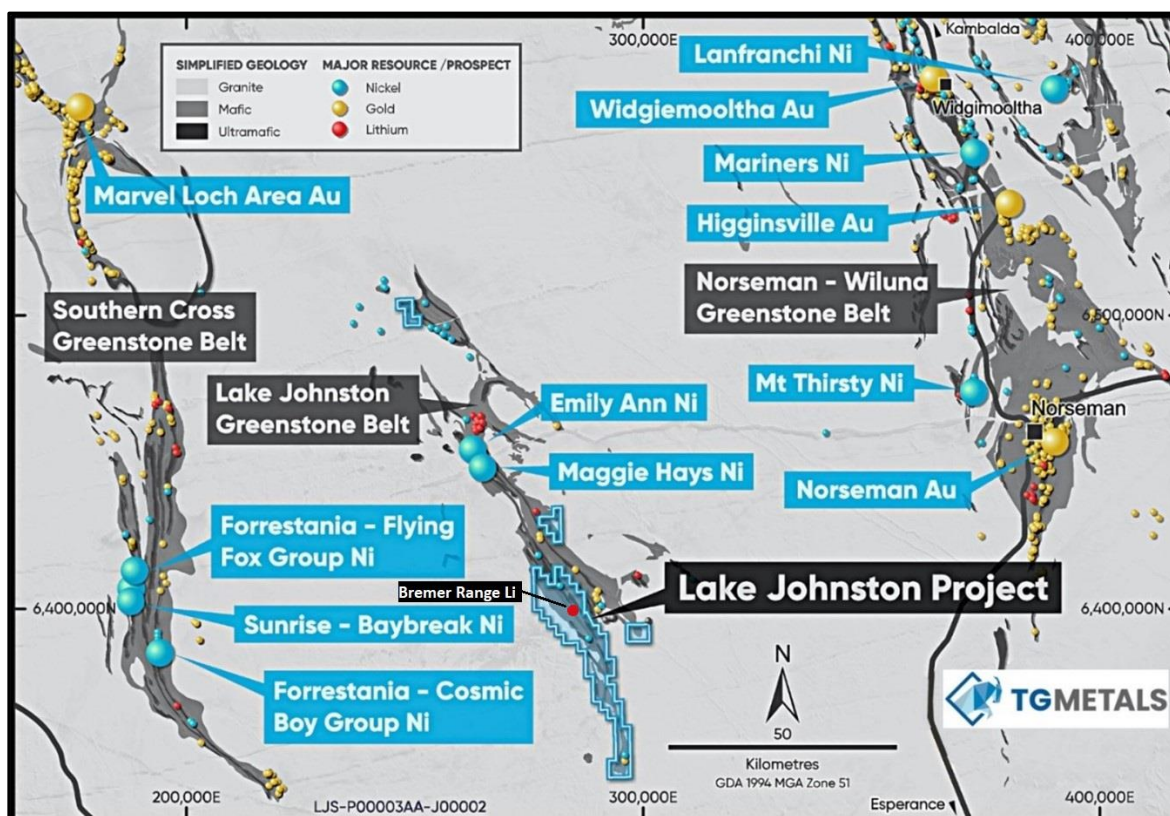 300,000E
Kambalda
400,000E
SIMPLIFIED GEOLOGY
Granite
Mafic
Ultramafic
MAJOR RESOURCE /PROSPECT
Nickel
Gold
Lithium
Lanfranchi Ni
Widgiemooltha Au
Widgimooltha
Mariners Ni
Marvel Loch Area Au
Higginsville Au
Norseman - Wiluna
Greenstone Belt
6,500,000N
Southern Cross
Greenstone Belt
Lake Johnston
Greenstone Belt
Emily Ann Ni
Mt Thirsty Ni
Norseman
Maggie Hays Ni
Norseman Au
Forrestania - Flying
Fox Group Ni
Bremer Range Li
Lake Johnston Project
6,400,000N
6,400,000N
Sunrise - Baybreak Ni
Forrestania - Cosmic
Boy Group Ni
N
50
Kilometres
GDA 1994 MGA Zone 51
TGMETALS
200,000E
LJS-P00003AA-J00002
300,000E
Esperance
400,000E